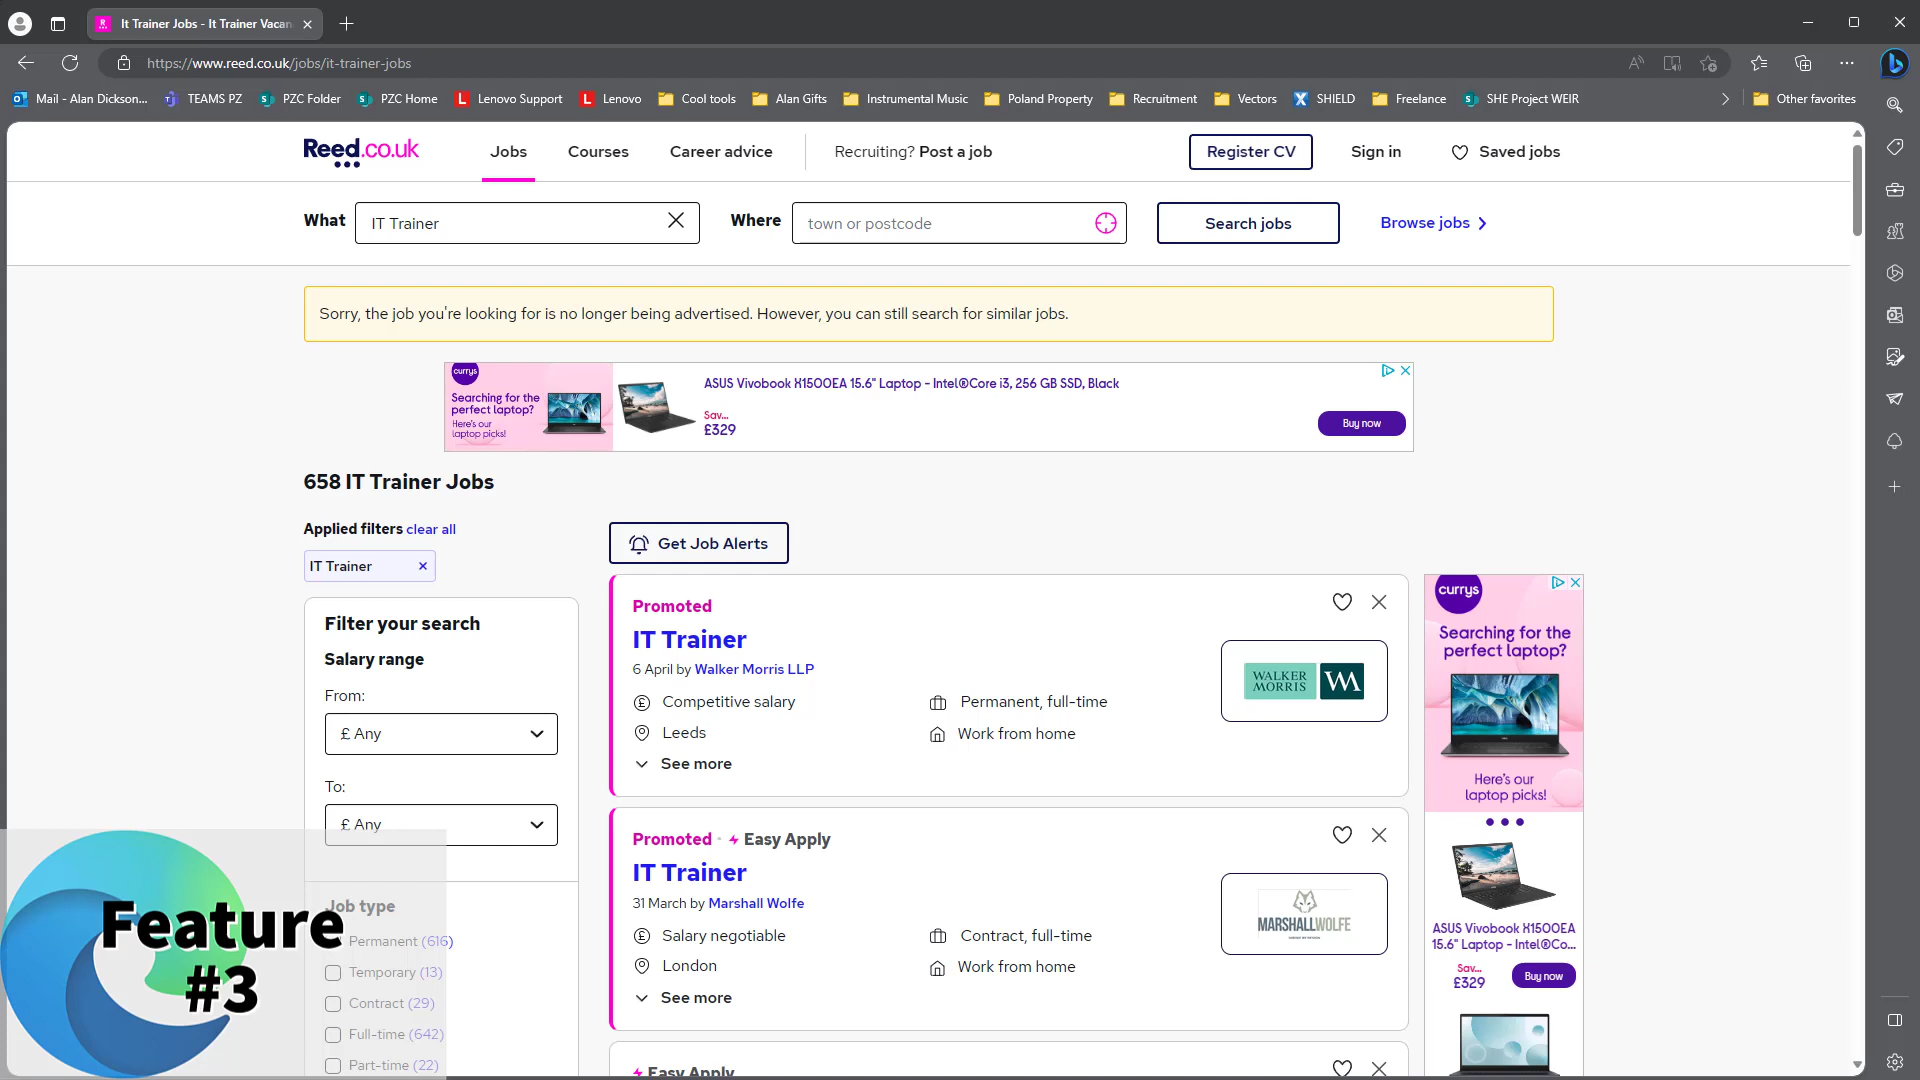 It Trainer Jobs - It Trainer Vacan
https://www.reed.co.uk/jobs/it-trainer-jobs
Mail - Alan Dickson...
TEAMS PZ
PZC Folder
PZC Home
Lenovo Support
Lenovo
Cool tools
Alan Gifts
Instrumental Music
Poland Property
Recruitment
Vectors
SHIELD
Freelance
SHE Project WEIR
Other favorites
Reed.co.uk
Jobs
Courses
Career advice
Recruiting? Post a job
Register CV
Sign in
Saved jobs
What
IT Trainer
Where
town or postcode
Search jobs
Browse jobs
Sorry, the job you're looking for is no longer being advertised. However, you can still search for similar jobs.
currys
Searching for the
perfect laptop?
Here's our
laptop picks!
ASUS Vivobook X1500EA 15.6" Laptop - Intel®Core i3, 256 GB SSD, Black
Sav...
£329
Buy now
658 IT Trainer Jobs
Applied filters clear all
IT Trainer
Get Job Alerts
Filter your search
Salary range
From:
£ Any
To:
£ Any
Job type
Permanent (616)
Temporary (13)
Contract (29)
Full-time (642)
Part-time (22)
Feature
#3
Promoted
IT Trainer
6 April by Walker Morris LLP
Competitive salary
Permanent, full-time
Leeds
Work from home
See more
WALKER
MORRIS
WM
Promoted · Easy Apply
IT Trainer
31 March by Marshall Wolfe
Salary negotiable
Contract, full-time
London
Work from home
See more
MARSHALLWOLFE
Easy Apply
currys
Searching for the
perfect laptop?
Here's our
laptop picks!
ASUS Vivobook X1500EA
15.6" Laptop - Intel®Co...
Sav...
£329
Buy now